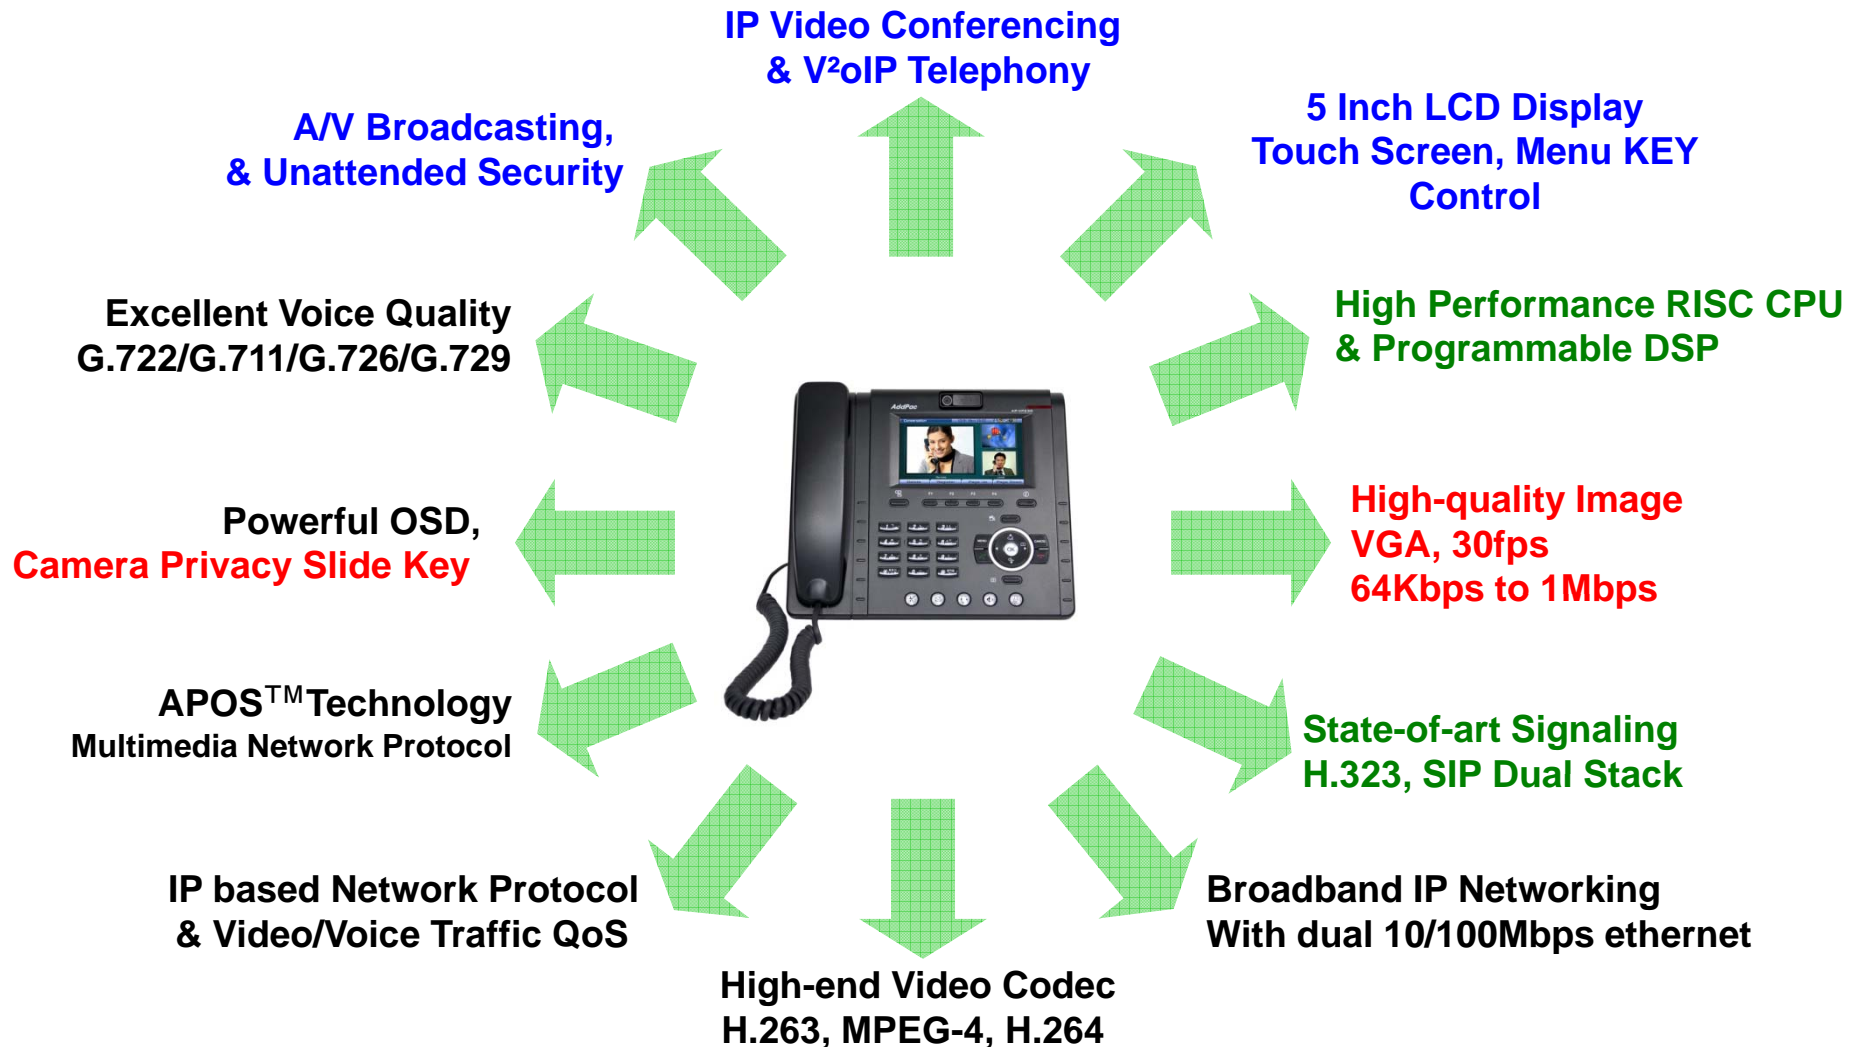 IP Video Conferencing
& V²oIP Telephony
5 Inch LCD Display
Touch Screen, Menu KEY
Control
A/V Broadcasting,
& Unattended Security
High Performance RISC CPU
& Programmable DSP
Excellent Voice Quality
G.722/G.711/G.726/G.729
AddPac
High-quality Image
VGA, 30fps
64Kbps to 1Mbps
Powerful OSD,
Camera Privacy Slide Key
OK
APOS™Technology
Multimedia Network Protocol
State-of-art Signaling
H.323, SIP Dual Stack
IP based Network Protocol
& Video/Voice Traffic QoS
Broadband IP Networking
With dual 10/100Mbps ethernet
High-end Video Codec
H.263, MPEG-4, H.264